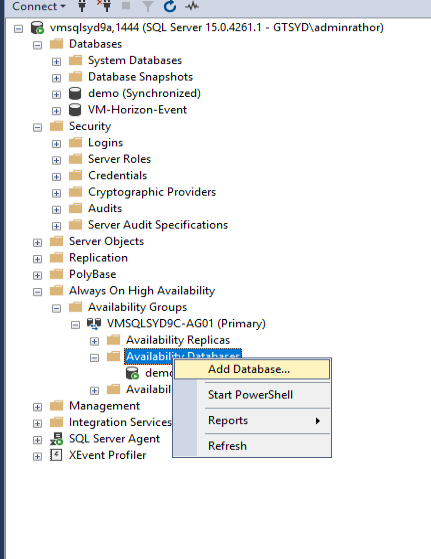 Connect
vmsqlsyd9a,1444 (SQL Server 15.0.4261.1 - GTSYD\adminrathor)
Databases
System Databases
Database Snapshots
demo (Synchronized)
VM-Horizon-Event
Security
Logins
Server Roles
Credentials
Cryptographic Providers
Audits
Server Audit Specifications
Server Objects
Replication
PolyBase
Always On High Availability
Availability Groups
VMSQLSYD9C-AG01 (Primary)
Availability Replicas
Availability Databases
Add Database...
demo
Start PowerShell
Availabil
Management
Reports
Integration Services
SQL Server Agent
Refresh
XEvent Profiler